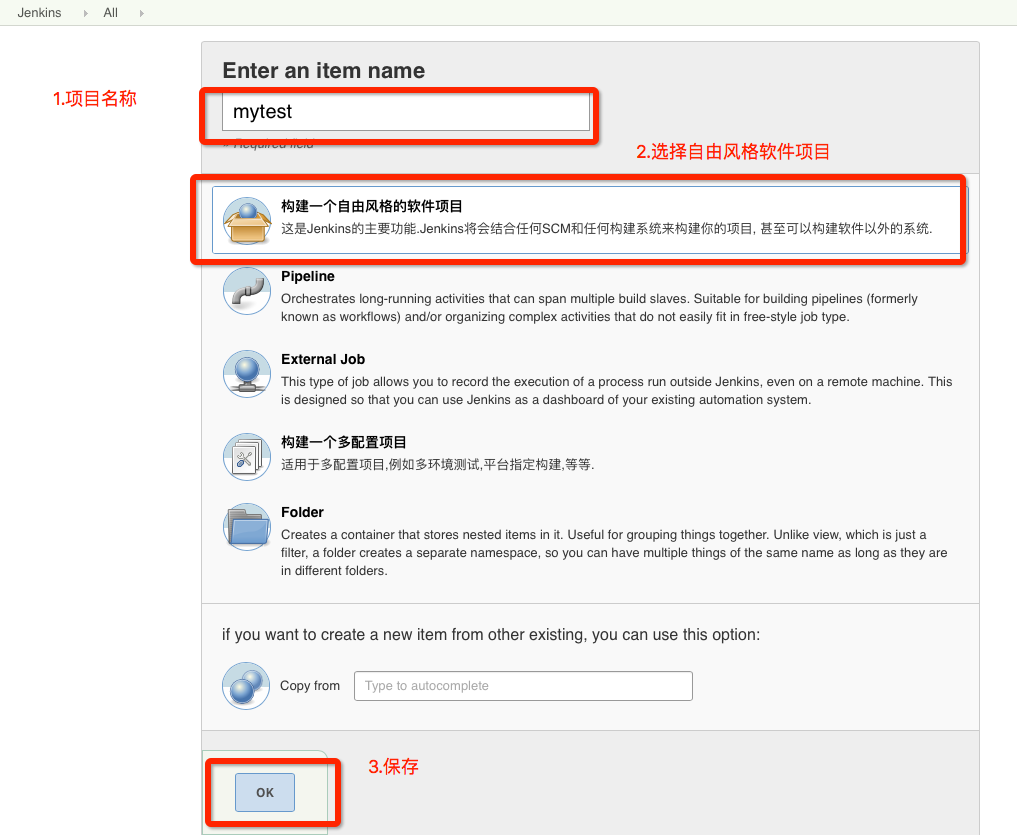 Jenkins
All
Enter an item name
1.项目名称
mytest
» Required field
2.选择自由风格软件项目
构建一个自由风格的软件项目
这是Jenkins的主要功能.Jenkins将会结合任何SCM和任何构建系统来构建你的项目, 甚至可以构建软件以外的系统.
Pipeline
Orchestrates long-running activities that can span multiple build slaves. Suitable for building pipelines (formerly
known as workflows) and/or organizing complex activities that do not easily fit in free-style job type.
External Job
This type of job allows you to record the execution of a process run outside Jenkins, even on a remote machine. This
is designed so that you can use Jenkins as a dashboard of your existing automation system.
构建一个多配置项目
适用于多配置项目,例如多环境测试,平台指定构建,等等.
Folder
Creates a container that stores nested items in it. Useful for grouping things together. Unlike view, which is just a
filter, a folder creates a separate namespace, so you can have multiple things of the same name as long as they are
in different folders.
if you want to create a new item from other existing, you can use this option:
Copy from
Type to autocomplete
3.保存
OK